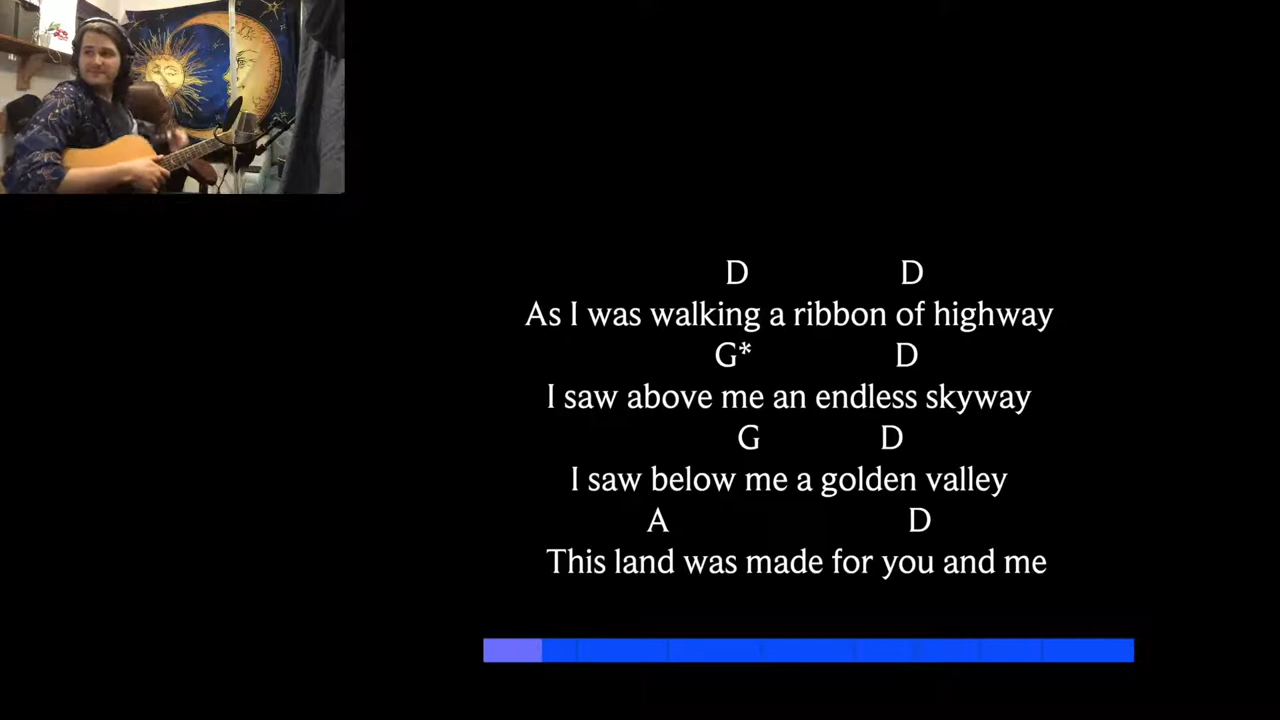 D D
As I was walking a ribbon of highway
G* D
I saw above me an endless skyway
G D
I saw below me a golden valley
A D
This land was made for you and me